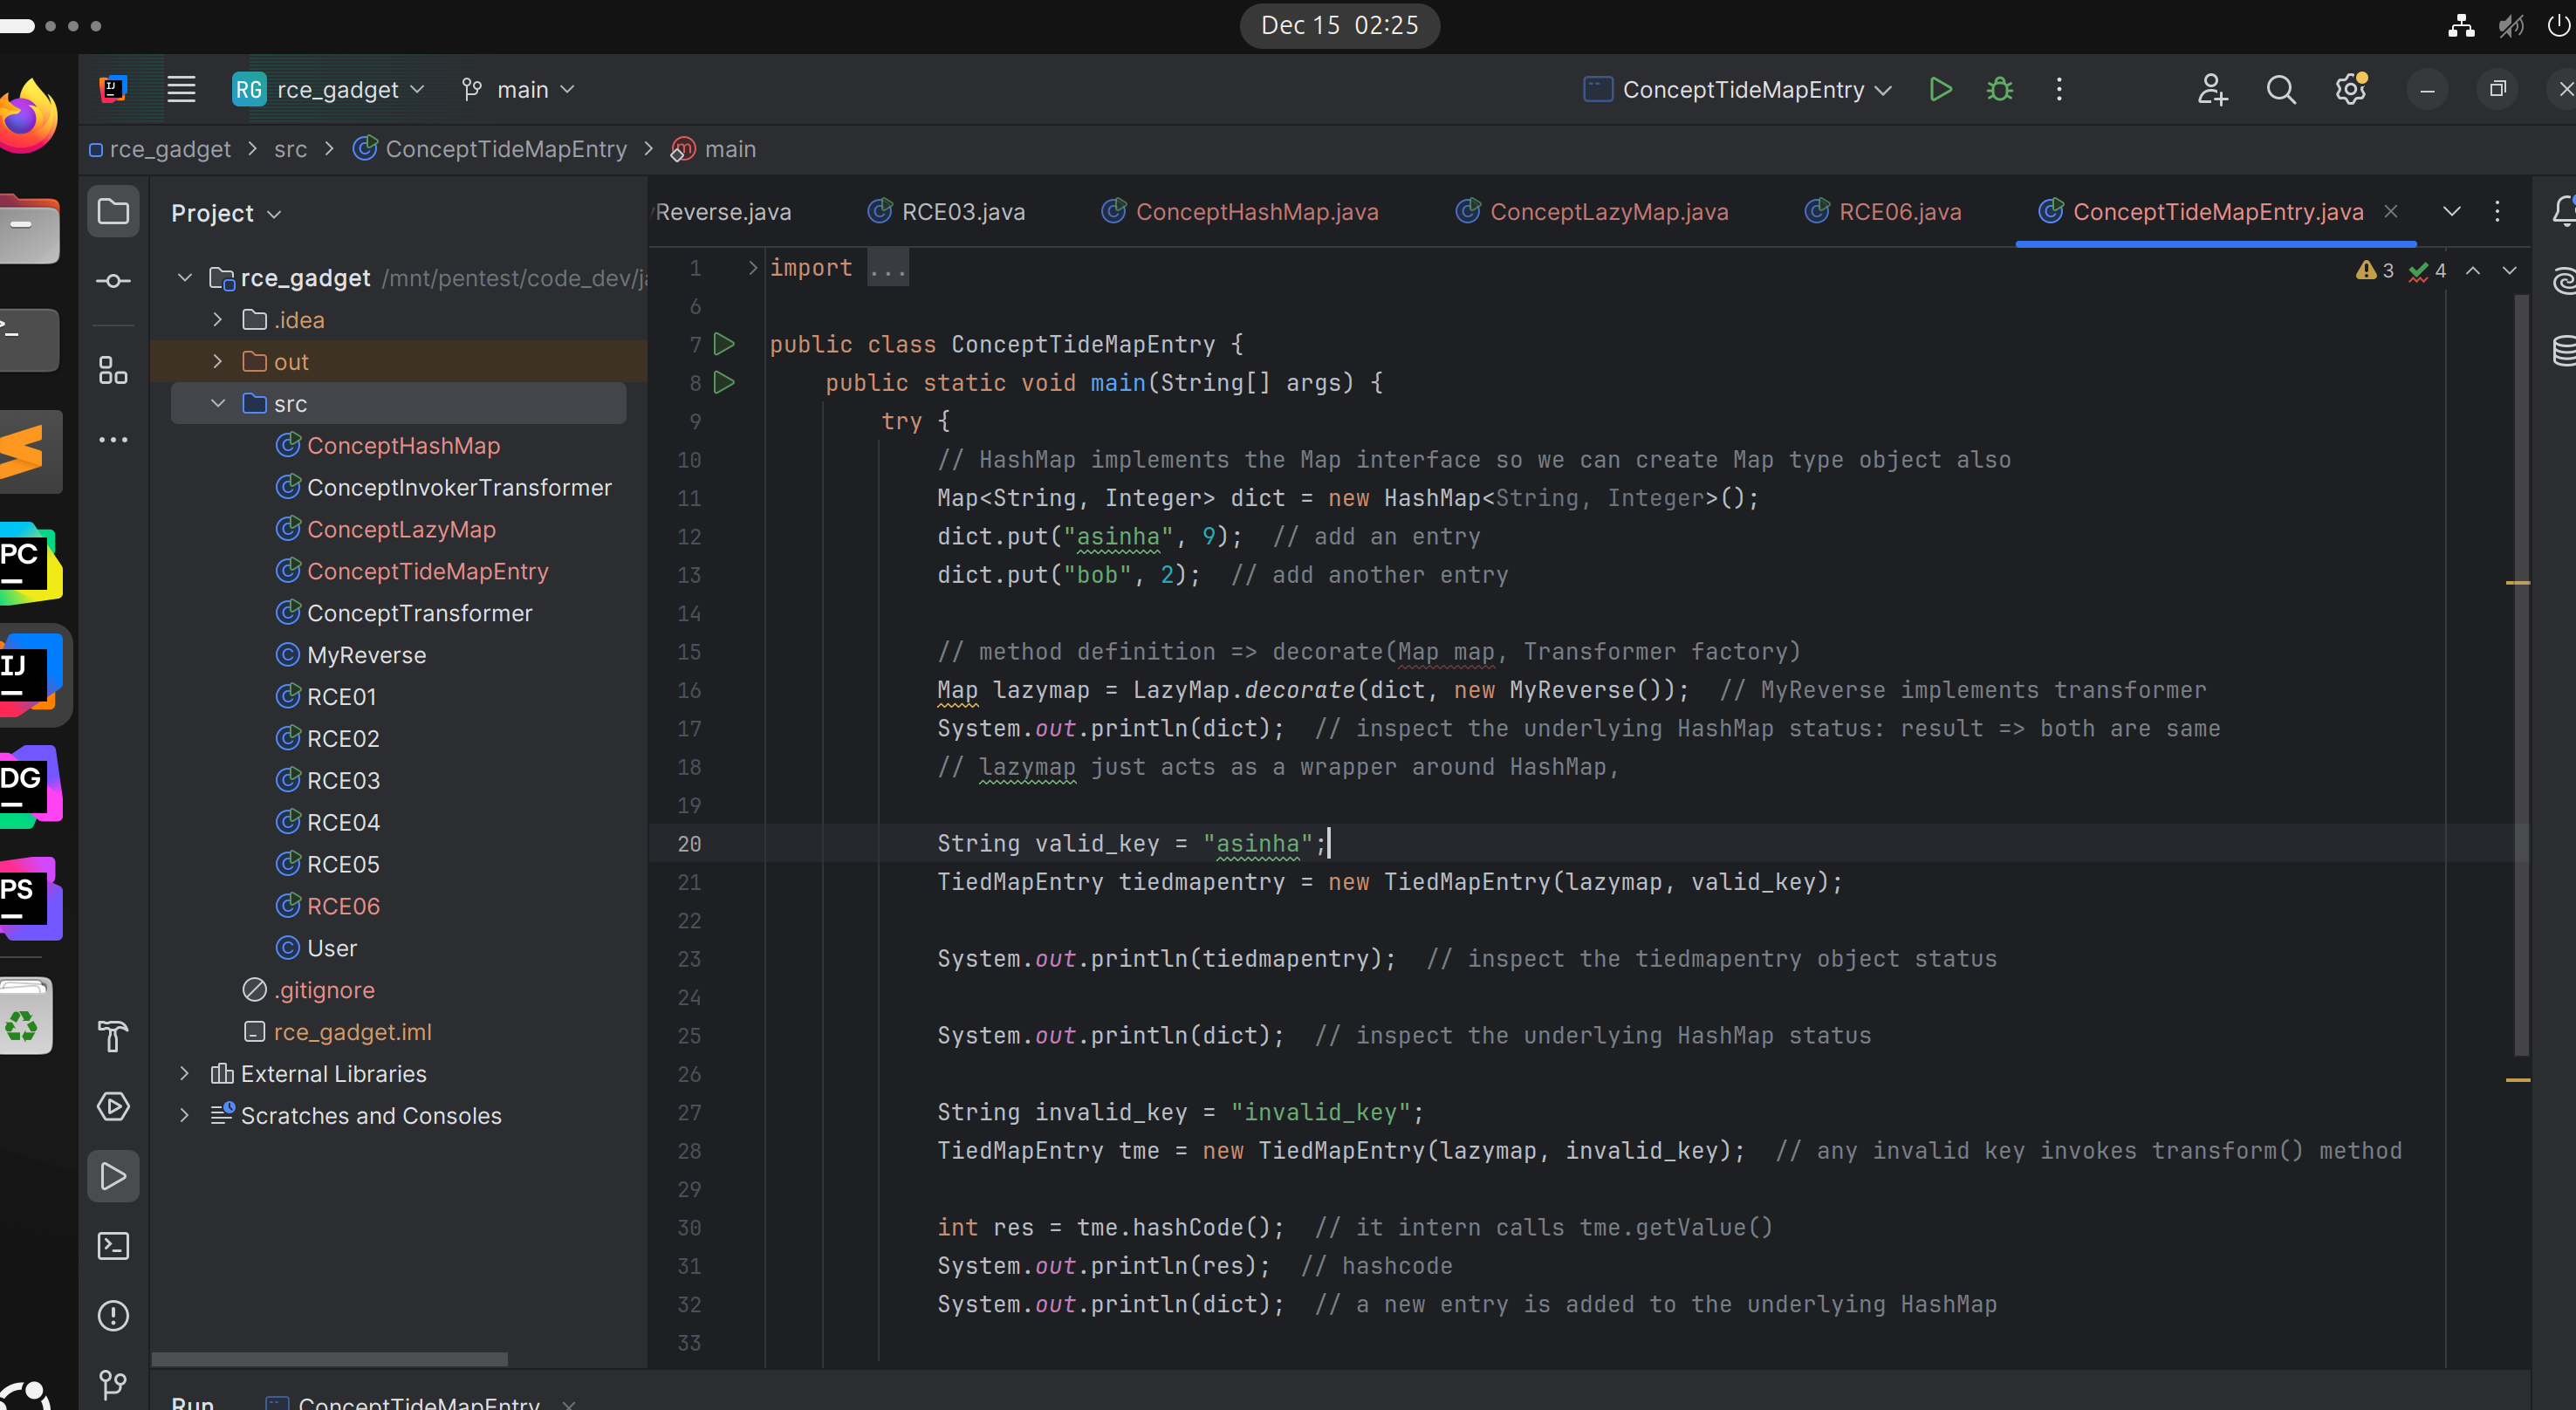 Dec 15 02:25
RG rce_gadget main ConceptTideMapEntry
rce_gadget src ConceptTideMapEntry main
Project
Reverse.java RCE03.java ConceptHashMap.java ConceptLazyMap.java RCE06.java ConceptTideMapEntry.java
rce_gadget /mnt/pentest/code_dev/j
.idea
out
src
ConceptHashMap
ConceptInvokerTransformer
ConceptLazyMap
ConceptTideMapEntry
ConceptTransformer
MyReverse
RCE01
RCE02
RCE03
RCE04
RCE05
RCE06
User
.gitignore
rce_gadget.iml
External Libraries
Scratches and Consoles
PC
IJ
DG
PS
3 4
1 import ...
6
7 public class ConceptTideMapEntry {
8 public static void main(String[] args) {
9 try {
10 // HashMap implements the Map interface so we can create Map type object also
11 Map<String, Integer> dict = new HashMap<String, Integer>();
12 dict.put("asinha", 9); // add an entry
13 dict.put("bob", 2); // add another entry
14
15 // method definition => decorate(Map map, Transformer factory)
16 Map lazymap = LazyMap.decorate(dict, new MyReverse()); // MyReverse implements transformer
17 System.out.println(dict); // inspect the underlying HashMap status: result => both are same
18 // lazymap just acts as a wrapper around HashMap,
19
20 String valid_key = "asinha";
21 TiedMapEntry tiedmapentry = new TiedMapEntry(lazymap, valid_key);
22
23 System.out.println(tiedmapentry); // inspect the tiedmapentry object status
24
25 System.out.println(dict); // inspect the underlying HashMap status
26
27 String invalid_key = "invalid_key";
28 TiedMapEntry tme = new TiedMapEntry(lazymap, invalid_key); // any invalid key invokes transform() method
29
30 int res = tme.hashCode(); // it intern calls tme.getValue()
31 System.out.println(res); // hashcode
32 System.out.println(dict); // a new entry is added to the underlying HashMap
33
Run ConceptTideMapEntry